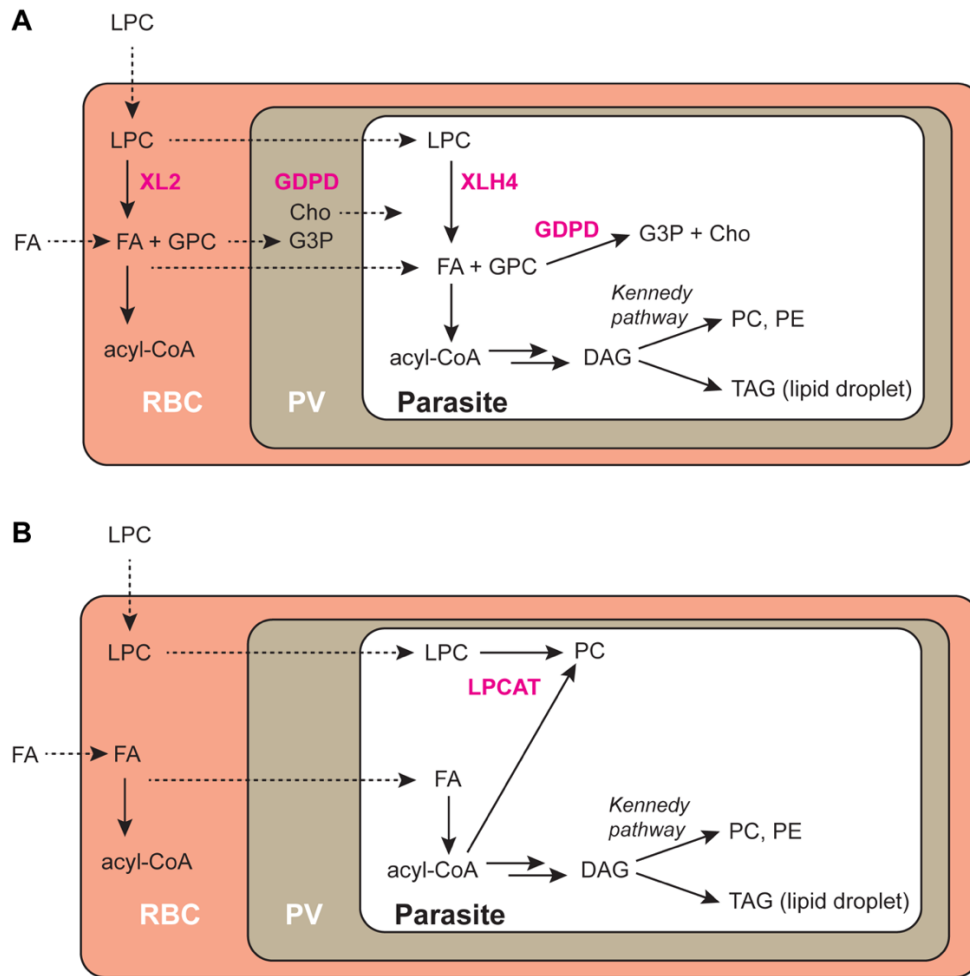 A
LPC
LPC
LPC
XL2
GDPD
XLH4
Cho
GDPD
G3P + Cho
FA
FA + GPC
G3P
FA + GPC
Kennedy
pathway
PC, PE
acyl-CoA
acyl-CoA
DAG
TAG (lipid droplet)
RBC
PV
Parasite
B
LPC
LPC
LPC
PC
LPCAT
FA
FA
FA
Kennedy
pathway
PC, PE
acyl-CoA
acyl-CoA
DAG
TAG (lipid droplet)
RBC
PV
Parasite